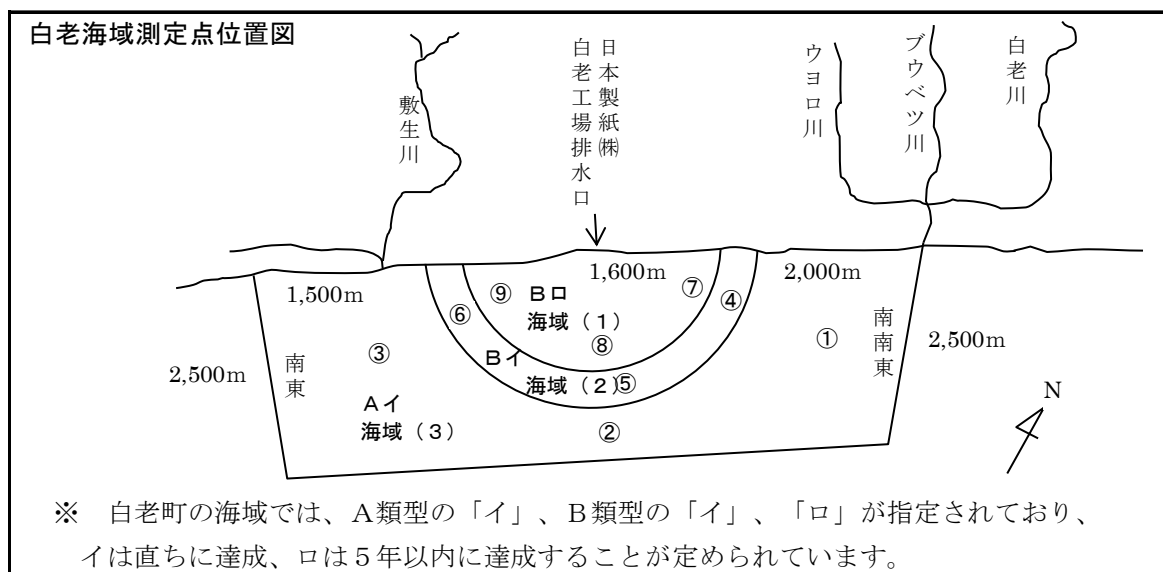 白老海域測定点位置図
敷生川
日本製紙㈱
白老工場排水口
ウヨロ川
ブウベツ川
白老川
1,500m
1,600m
2,000m
⑨
Bロ
海域(1)
⑦
④
⑥
⑧
①
南南東
2,500m
2,500m
南東
③
Bイ
海域(2)
⑤
Aイ
海域(3)
②
N
※ 白老町の海域では、A類型の「イ」、B類型の「イ」、「ロ」が指定されており、
イは直ちに達成、ロは5年以内に達成することが定められています。